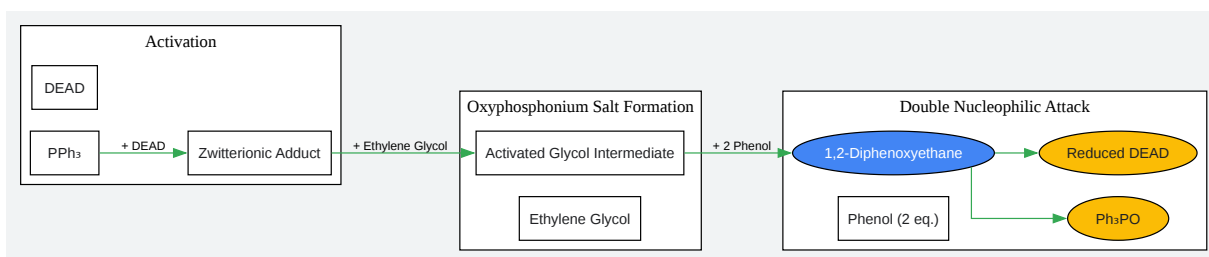 Activation
DEAD
PPh₃
+ DEAD
Zwitterionic Adduct
+ Ethylene Glycol
Oxyphosphonium Salt Formation
Activated Glycol Intermediate
Ethylene Glycol
+ 2 Phenol
Double Nucleophilic Attack
1,2-Diphenoxyethane
Reduced DEAD
Phenol (2 eq.)
Ph₃PO